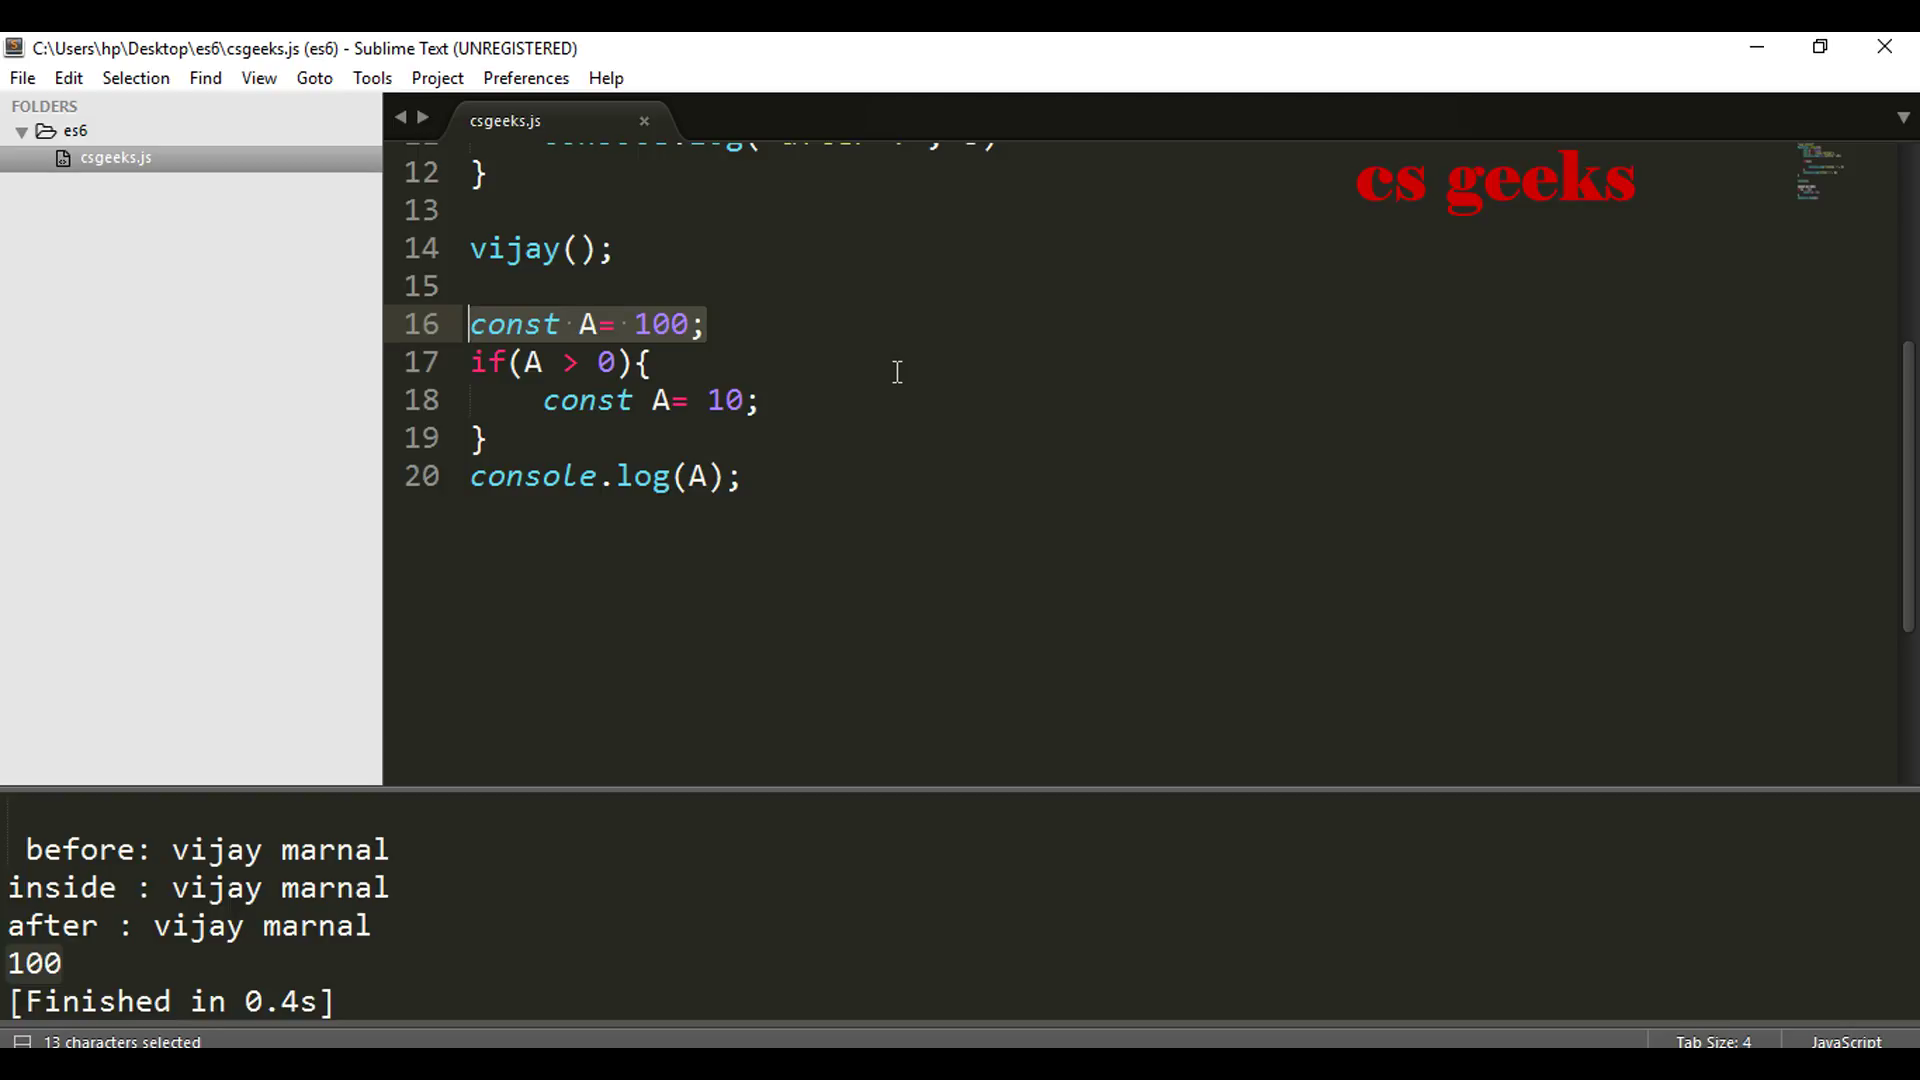 C:\Users\hp\Desktop\es6\csgeeks.js (es6) - Sublime Text (UNREGISTERED)
File Edit Selection Find View Goto Tools Project Preferences Help
FOLDERS
es6
csgeeks.js
csgeeks.js
cs geeks
12 }
13
14 vijay();
15
16 const A= 100;
17 if(A > 0){
18 const A= 10;
19 }
20 console.log(A);
before: vijay marnal
inside : vijay marnal
after : vijay marnal
100
[Finished in 0.4s]
13 characters selected
Tab Size: 4
JavaScript